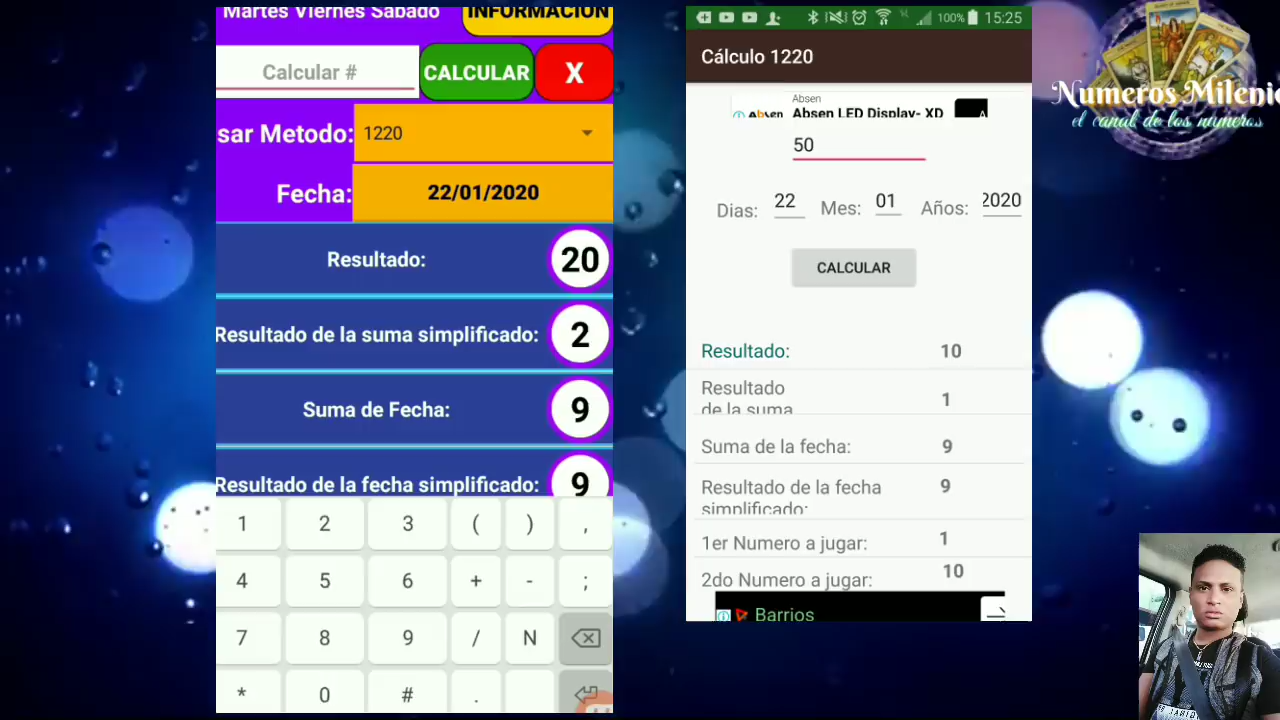 Martes Viernes Sabado
INFORMACION
Calcular #
CALCULAR
X
sar Metodo:
1220
Fecha:
22/01/2020
Resultado:
20
Resultado de la suma simplificado:
2
Suma de Fecha:
9
Resultado de la fecha simplificado:
9
1 2 3 ( ) ,
4 5 6 + - ;
7 8 9 / N
* 0 # .
100% 15:25
Cálculo 1220
Absen
Absen
Absen LED Display- XD
A
50
Dias: 22 Mes: 01 Años: 2020
CALCULAR
Resultado: 10
Resultado
de la suma
1
Suma de la fecha: 9
Resultado de la fecha
simplificado:
9
1er Numero a jugar: 1
2do Numero a jugar: 10
Barrios
Numeros Milenio
el canal de los numeros